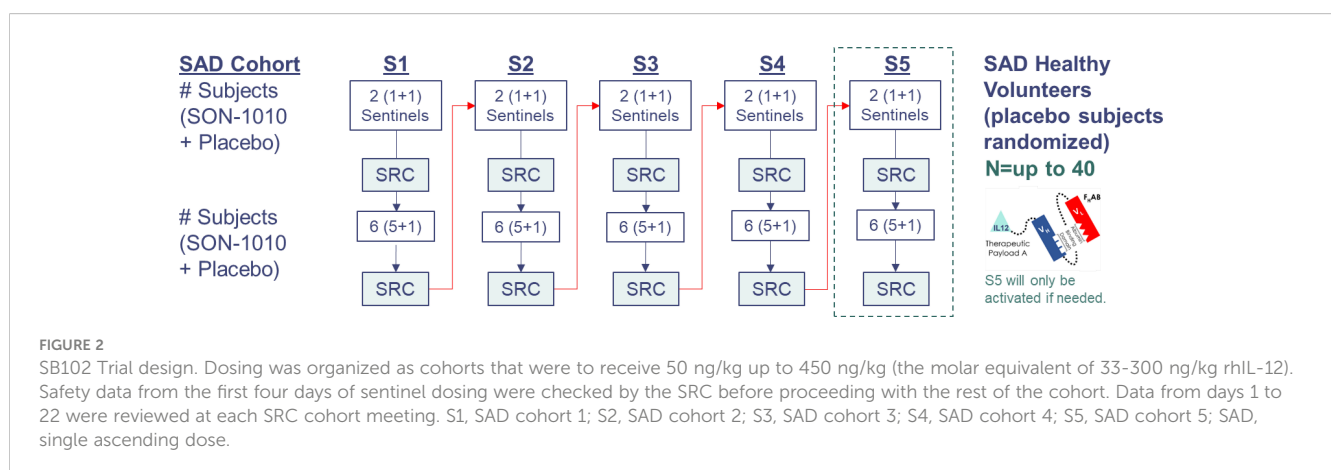 SAD Cohort
# Subjects
(SON-1010
+ Placebo)
# Subjects
(SON-1010
+ Placebo)
S1
2 (1+1)
Sentinels
SRC
6 (5+1)
SRC
S2
2 (1+1)
Sentinels
SRC
6 (5+1)
SRC
S3
2 (1+1)
Sentinels
SRC
6 (5+1)
SRC
S4
2 (1+1)
Sentinels
SRC
6 (5+1)
SRC
S5
2 (1+1)
Sentinels
SRC
6 (5+1)
SRC
SAD Healthy
Volunteers
(placebo subjects
randomized)
N=up to 40
IL12
Therapeutic
Payload A
Albumin
Binding
Domain
S5 will only be
activated if needed.
FIGURE 2
SB102 Trial design. Dosing was organized as cohorts that were to receive 50 ng/kg up to 450 ng/kg (the molar equivalent of 33-300 ng/kg rhIL-12).
Safety data from the first four days of sentinel dosing were checked by the SRC before proceeding with the rest of the cohort. Data from days 1 to
22 were reviewed at each SRC cohort meeting. S1, SAD cohort 1; S2, SAD cohort 2; S3, SAD cohort 3; S4, SAD cohort 4; S5, SAD cohort 5; SAD,
single ascending dose.